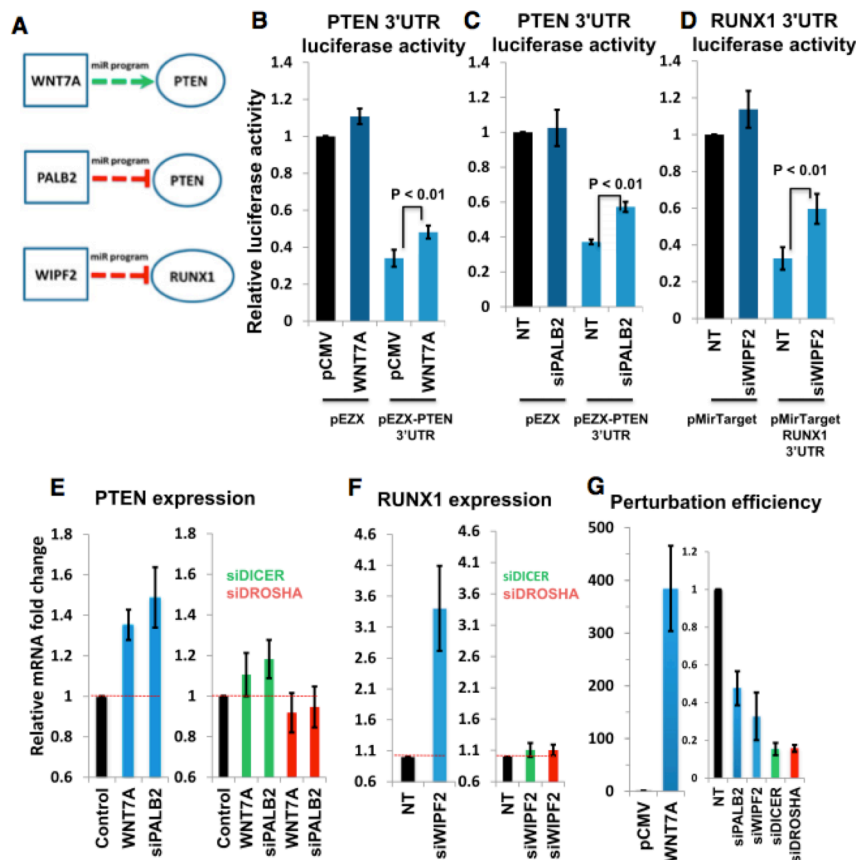 A
WNT7A
miR program
PTEN
PALB2
miR program
PTEN
WIPF2
miR program
RUNX1
B
PTEN 3'UTR
luciferase activity
Relative luciferase activity
1.4
1.2
1
0.8
0.6
0.4
0.2
0
P < 0.01
pCMV
WNT7A
pCMV
WNT7A
pEZX
pEZX-PTEN
3'UTR
C
PTEN 3'UTR
luciferase activity
1.4
1.2
1
0.8
0.6
0.4
0.2
0
P < 0.01
NT
siPALB2
NT
siPALB2
pEZX
pEZX-PTEN
3'UTR
D
RUNX1 3'UTR
luciferase activity
1.4
1.2
1
0.8
0.6
0.4
0.2
0
P < 0.01
NT
siWIPF2
NT
siWIPF2
pMirTarget
pMirTarget
RUNX1
3'UTR
E
PTEN expression
Relative mRNA fold change
1.8
1.6
1.4
1.2
1
0.8
0.6
Control
WNT7A
siPALB2
1.8
1.6
1.4
1.2
1
0.8
0.6
siDICER
siDROSHA
Control
WNT7A
siPALB2
WNT7A
siPALB2
F
RUNX1 expression
4.6
4.1
3.6
3.1
2.6
2.1
1.6
1.1
0.6
NT
siWIPF2
4.6
4.1
3.6
3.1
2.6
2.1
1.6
1.1
0.6
siDICER
siDROSHA
NT
siWIPF2
siWIPF2
G
Perturbation efficiency
500
400
300
200
100
0
pCMV
WNT7A
1.2
1
0.8
0.6
0.4
0.2
0
NT
siPALB2
siWIPF2
siDICER
siDROSHA